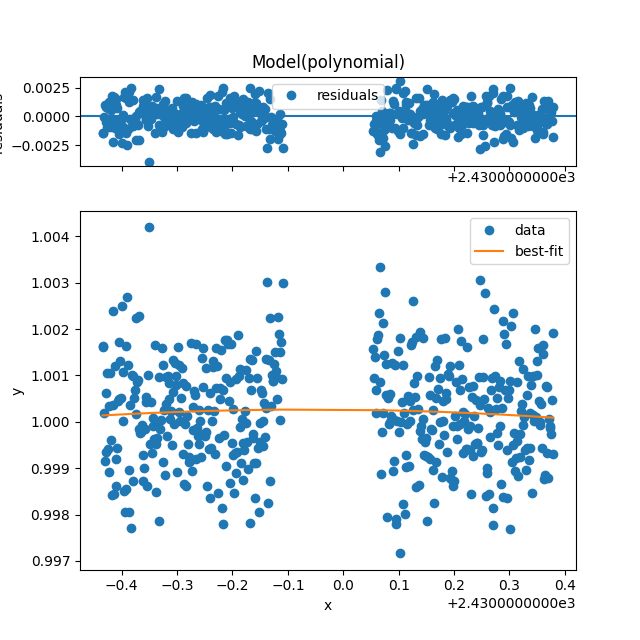 Model(polynomial)
residuals
0.0025
0.0000
−0.0025
residuals
+2.4300000000e3
1.004
1.003
1.002
1.001
1.000
0.999
0.998
0.997
y
data
best-fit
−0.4 −0.3 −0.2 −0.1 0.0 0.1 0.2 0.3 0.4
x
+2.4300000000e3